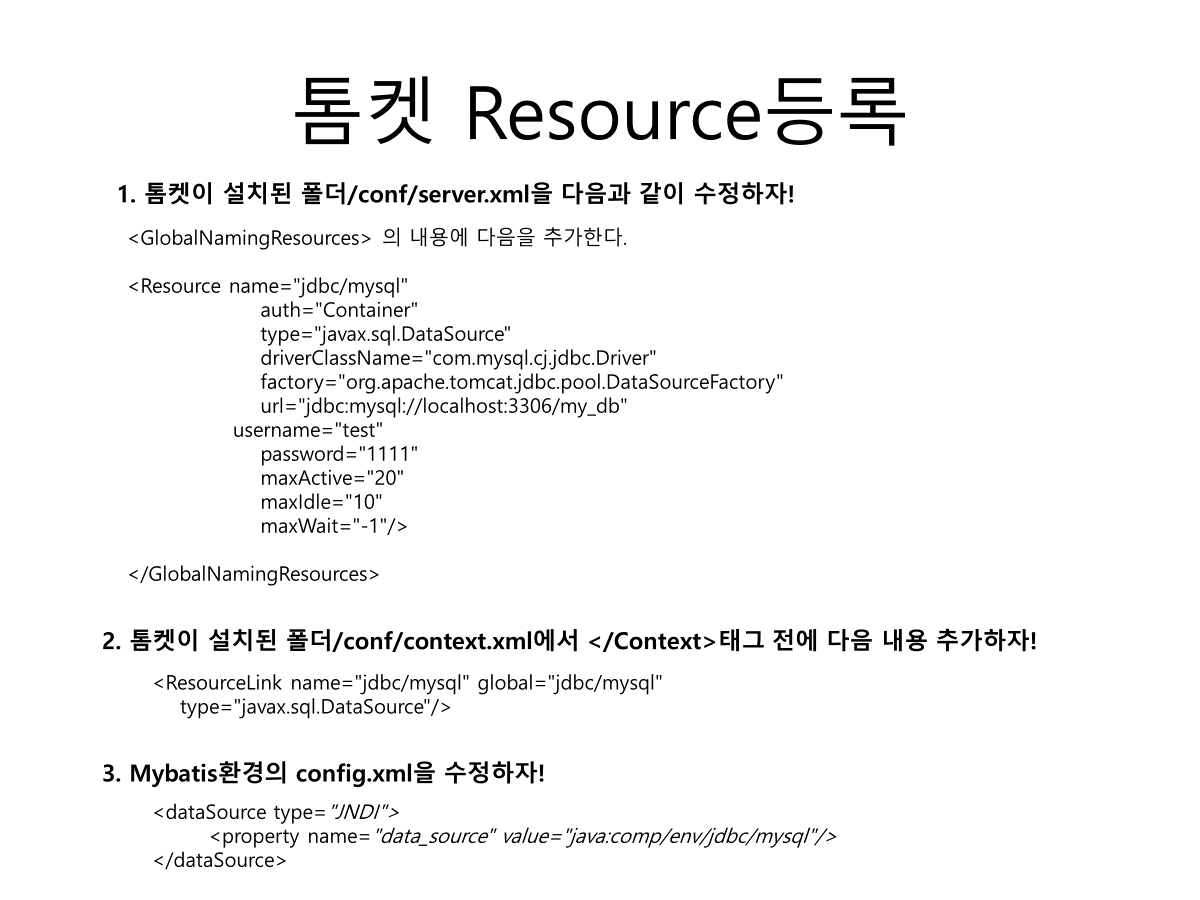 톰켓 Resource등록
1. 톰켓이 설치된 폴더/conf/server.xml을 다음과 같이 수정하자!
<GlobalNamingResources> 의 내용에 다음을 추가한다.
<Resource name="jdbc/mysql"
auth="Container"
type="javax.sql.DataSource"
driverClassName="com.mysql.cj.jdbc.Driver"
factory="org.apache.tomcat.jdbc.pool.DataSourceFactory"
url="jdbc:mysql://localhost:3306/my_db"
username="test"
password="1111"
maxActive="20"
maxIdle="10"
maxWait="-1"/>
</GlobalNamingResources>
2. 톰켓이 설치된 폴더/conf/context.xml에서 </Context>태그 전에 다음 내용 추가하자!
<ResourceLink name="jdbc/mysql" global="jdbc/mysql"
type="javax.sql.DataSource"/>
3. Mybatis환경의 config.xml을 수정하자!
<dataSource type="JNDI">
<property name="data_source" value="java:comp/env/jdbc/mysql"/>
</dataSource>